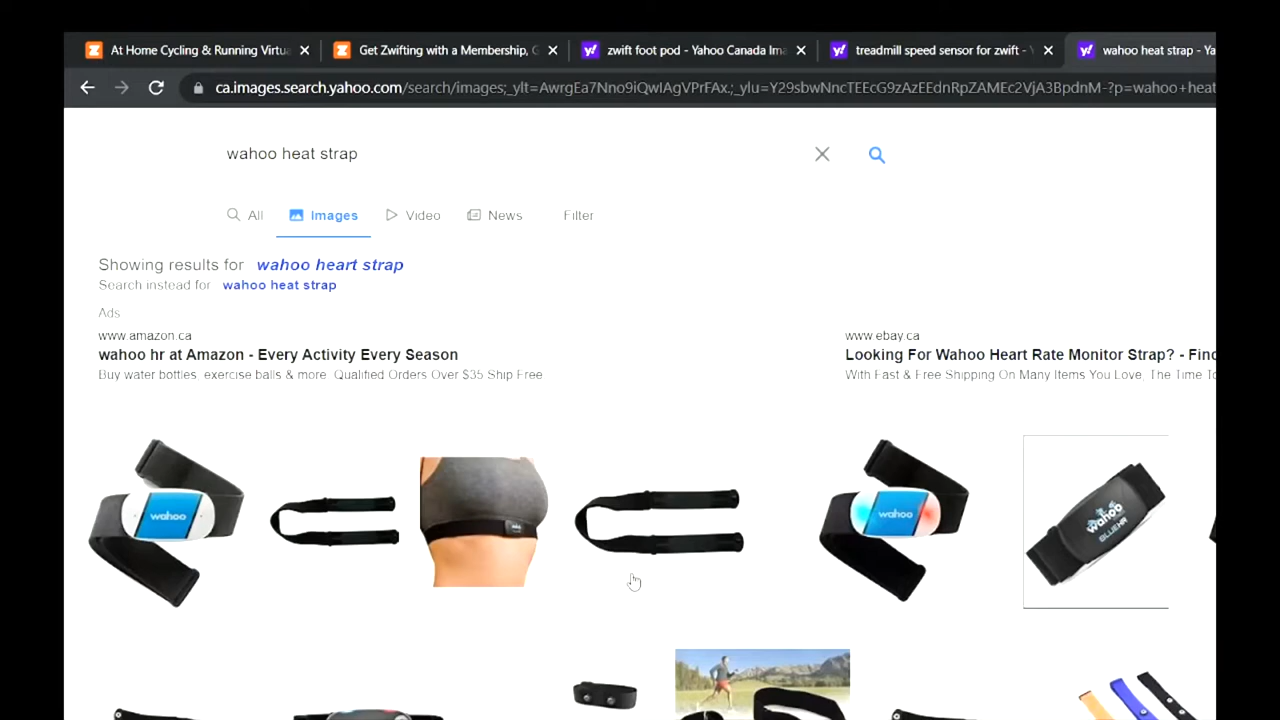 At Home Cycling & Running Virtu
Get Zwifting with a Membership, G
zwift foot pod - Yahoo Canada Ima
treadmill speed sensor for zwift -
wahoo heat strap - Ya
ca.images.search.yahoo.com/search/images;_ylt=AwrgEa7Nno9iQwIAgVPrFAx.;_ylu=Y29sbwNncTEEcG9zAzEEdnRpZAMEc2VjA3BpdnM-?p=wahoo+heat
wahoo heat strap
All Images Video News Filter
Showing results for wahoo heart strap
Search instead for wahoo heat strap
Ads
www.amazon.ca
wahoo hr at Amazon - Every Activity Every Season
Buy water bottles, exercise balls & more. Qualified Orders Over $35 Ship Free
www.ebay.ca
Looking For Wahoo Heart Rate Monitor Strap? - Find
With Fast & Free Shipping On Many Items You Love, The Time To
wahoo
wahoo
wahoo
BLUEHR